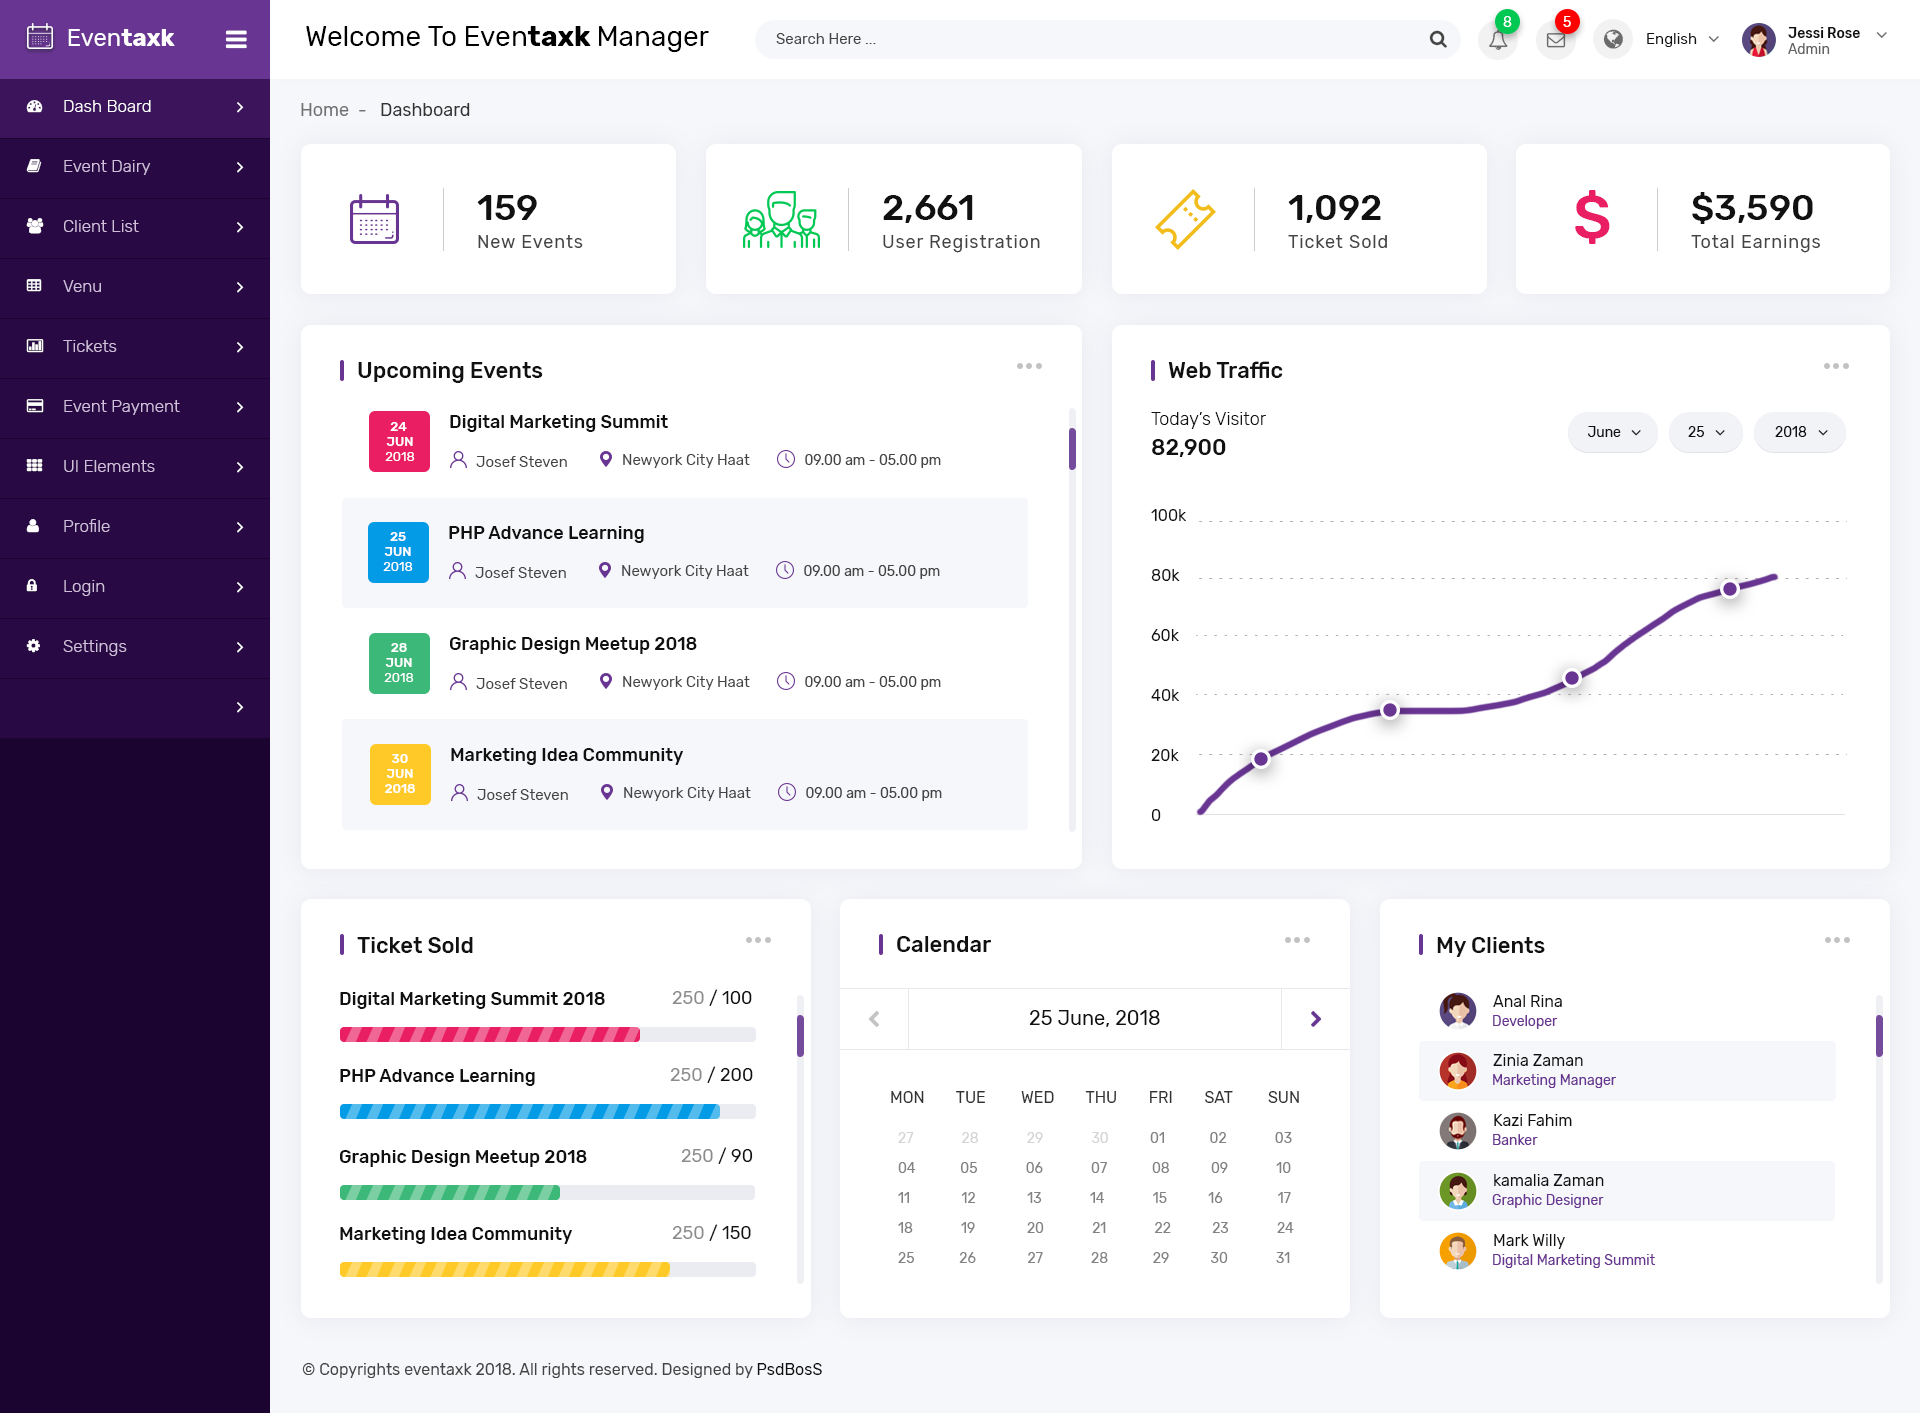 Eventaxk
Welcome To Eventaxk Manager
Search Here ...
8
5
English
Jessi Rose
Admin
Dash Board
Event Dairy
Client List
Venu
Tickets
Event Payment
UI Elements
Profile
Login
Settings
Home - Dashboard
159
New Events
2,661
User Registration
1,092
Ticket Sold
$
$3,590
Total Earnings
Upcoming Events
24
JUN
2018
Digital Marketing Summit
Josef Steven Newyork City Haat 09.00 am - 05.00 pm
25
JUN
2018
PHP Advance Learning
Josef Steven Newyork City Haat 09.00 am - 05.00 pm
28
JUN
2018
Graphic Design Meetup 2018
Josef Steven Newyork City Haat 09.00 am - 05.00 pm
30
JUN
2018
Marketing Idea Community
Josef Steven Newyork City Haat 09.00 am - 05.00 pm
Web Traffic
Today's Visitor
82,900
June 25 2018
100k
80k
60k
40k
20k
0
Ticket Sold
Digital Marketing Summit 2018 250 / 100
PHP Advance Learning 250 / 200
Graphic Design Meetup 2018 250 / 90
Marketing Idea Community 250 / 150
Calendar
25 June, 2018
MON TUE WED THU FRI SAT SUN
27 28 29 30 01 02 03
04 05 06 07 08 09 10
11 12 13 14 15 16 17
18 19 20 21 22 23 24
25 26 27 28 29 30 31
My Clients
Anal Rina
Developer
Zinia Zaman
Marketing Manager
Kazi Fahim
Banker
kamalia Zaman
Graphic Designer
Mark Willy
Digital Marketing Summit
© Copyrights eventaxk 2018. All rights reserved. Designed by PsdBosS